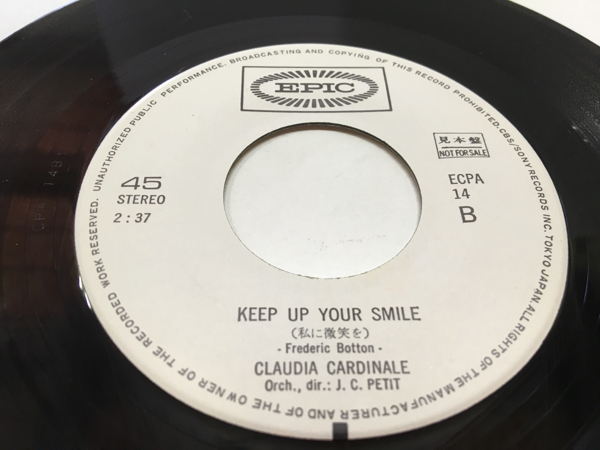 EPIC
見本盤
NOT FOR SALE
45
STEREO
2:37
ECPA
14
B
KEEP UP YOUR SMILE
(私に微笑を)
- Frederic Botton -
CLAUDIA CARDINALE
Orch., dir.: J. C. PETIT
UNAUTHORIZED PUBLIC PERFORMANCE, BROADCASTING AND COPYING OF THIS RECORD PROHIBITED. CBS/SONY RECORDS INC. TOKYO JAPAN. ALL RIGHTS OF THE MANUFACTURER AND OF THE OWNER OF THE RECORDED WORK RESERVED.